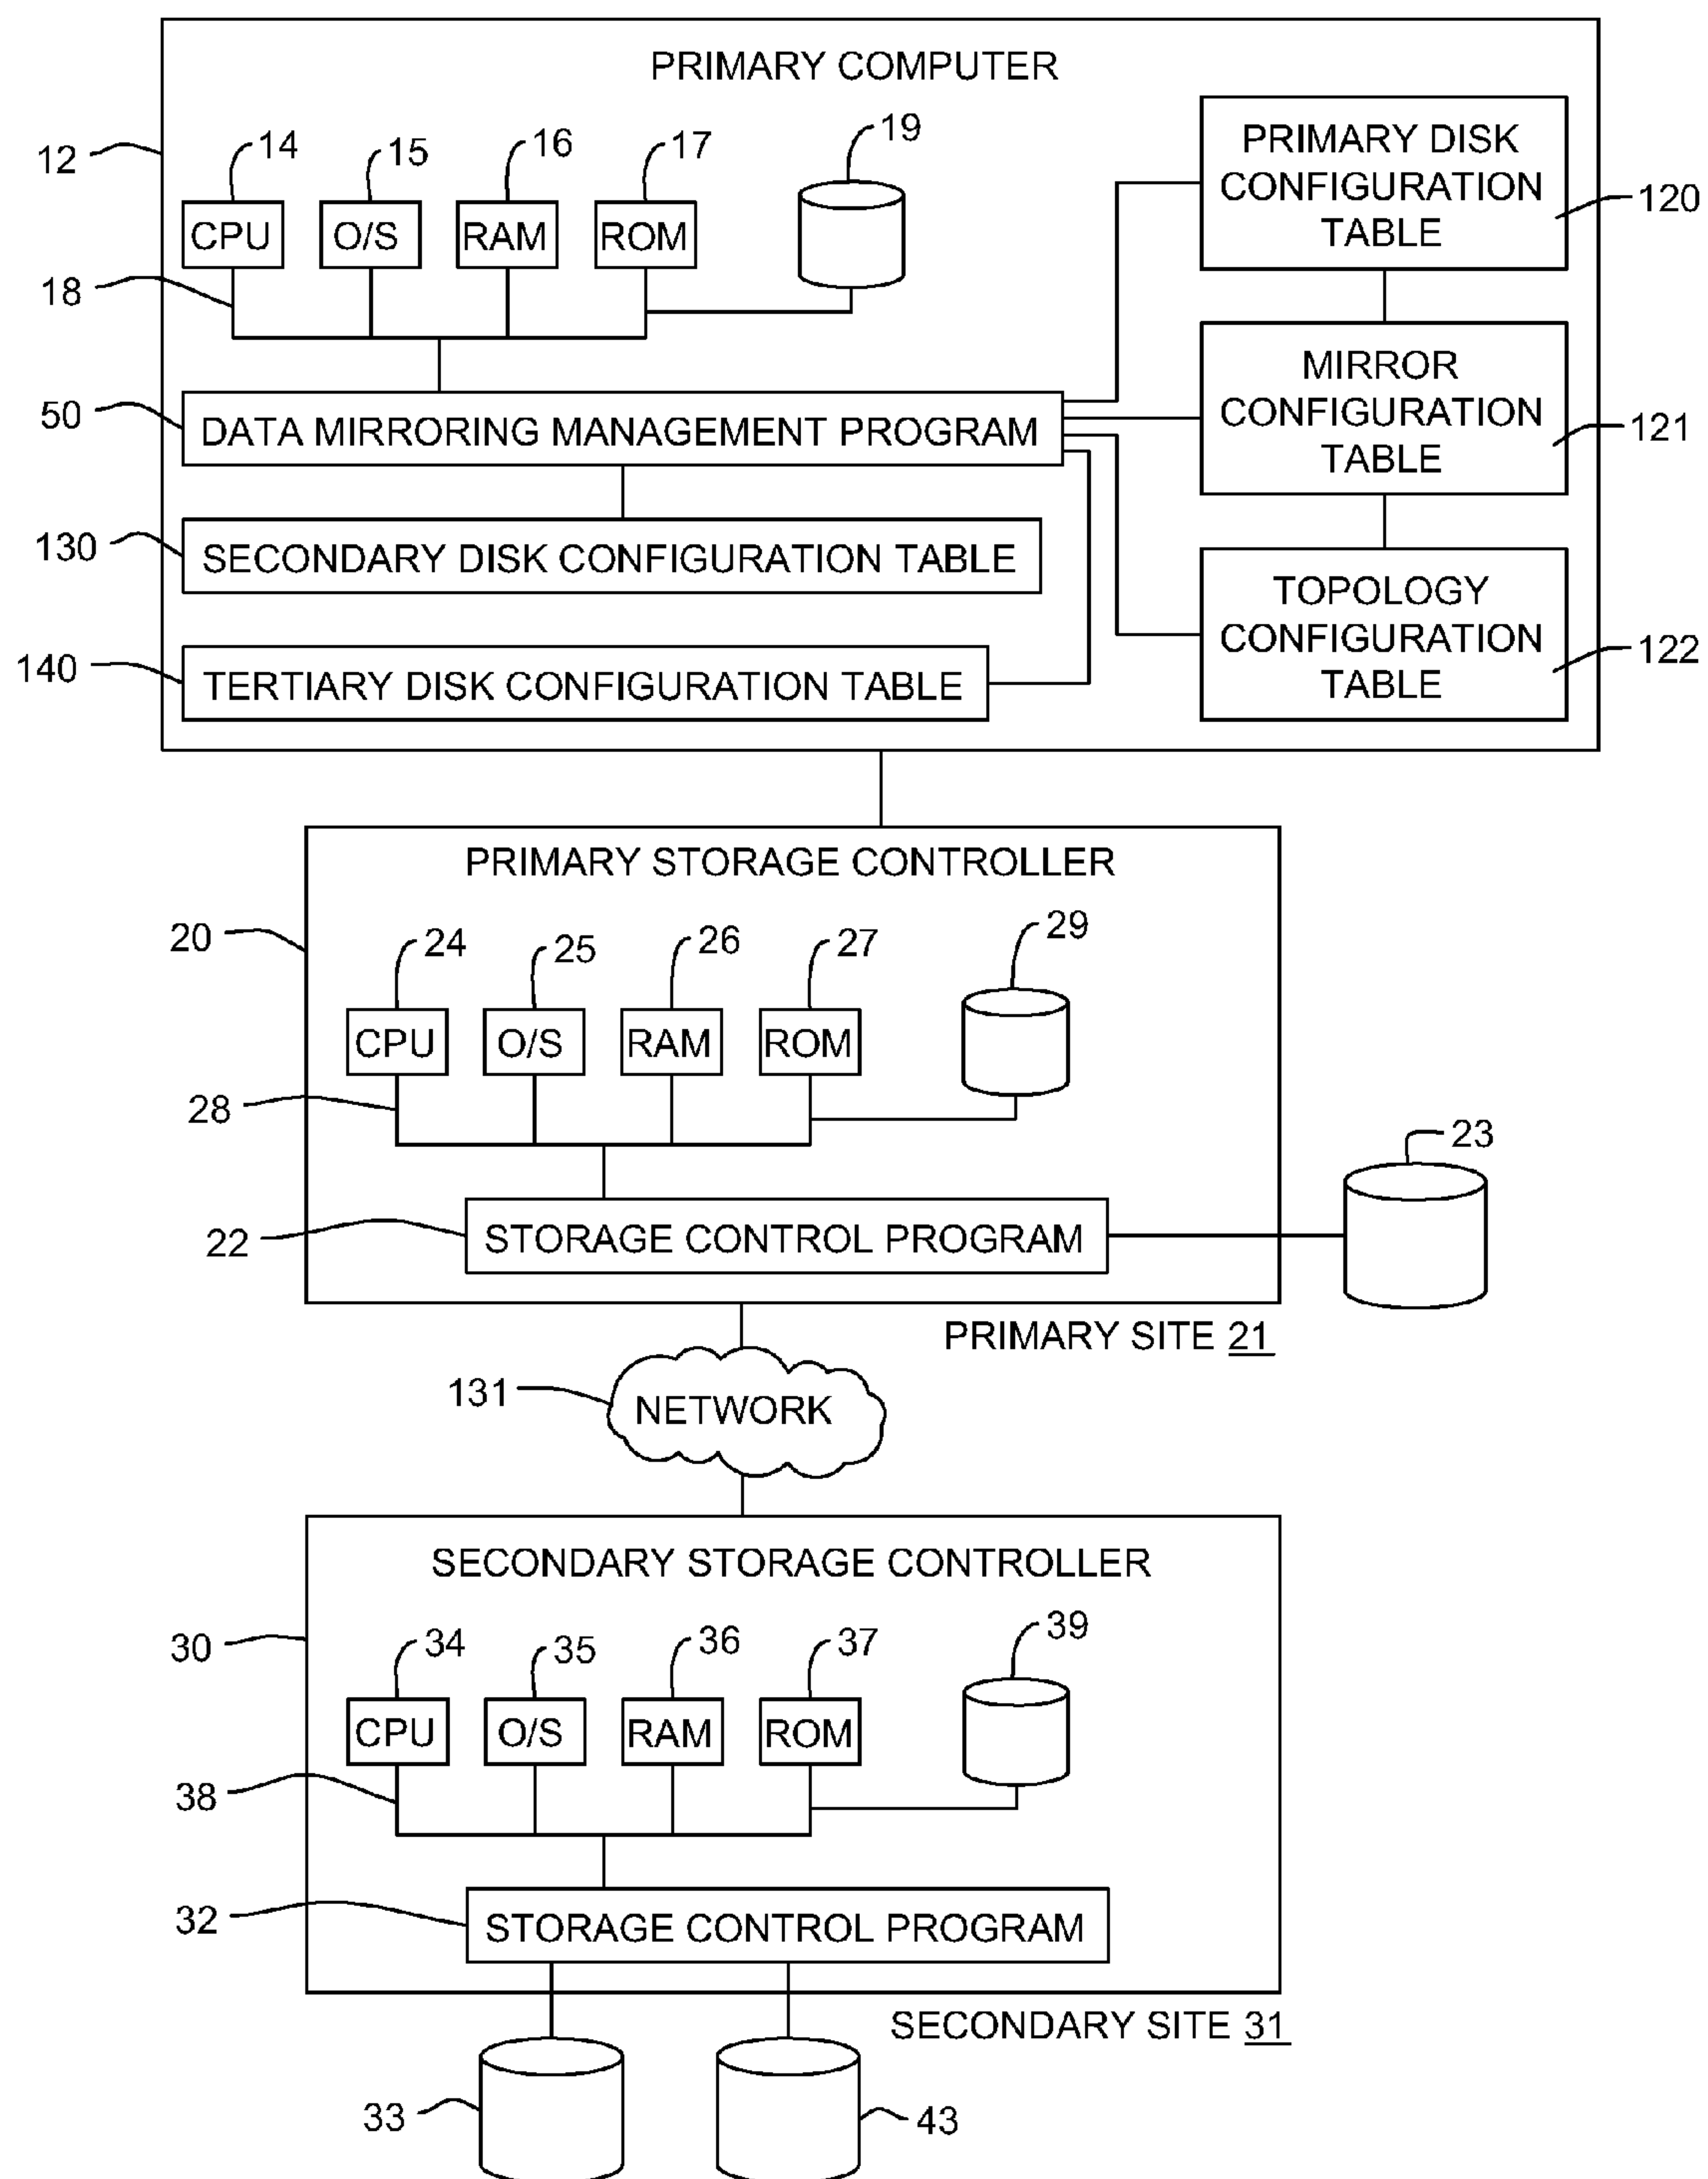 PRIMARY COMPUTER
12
14
15
16
17
19
CPU
O/S
RAM
ROM
18
PRIMARY DISK
CONFIGURATION
TABLE
120
50
DATA MIRRORING MANAGEMENT PROGRAM
MIRROR
CONFIGURATION
TABLE
121
130
SECONDARY DISK CONFIGURATION TABLE
140
TERTIARY DISK CONFIGURATION TABLE
TOPOLOGY
CONFIGURATION
TABLE
122
PRIMARY STORAGE CONTROLLER
20
24
25
26
27
29
CPU
O/S
RAM
ROM
28
23
22
STORAGE CONTROL PROGRAM
PRIMARY SITE 21
131
NETWORK
SECONDARY STORAGE CONTROLLER
30
34
35
36
37
39
CPU
O/S
RAM
ROM
38
32
STORAGE CONTROL PROGRAM
SECONDARY SITE 31
33
43